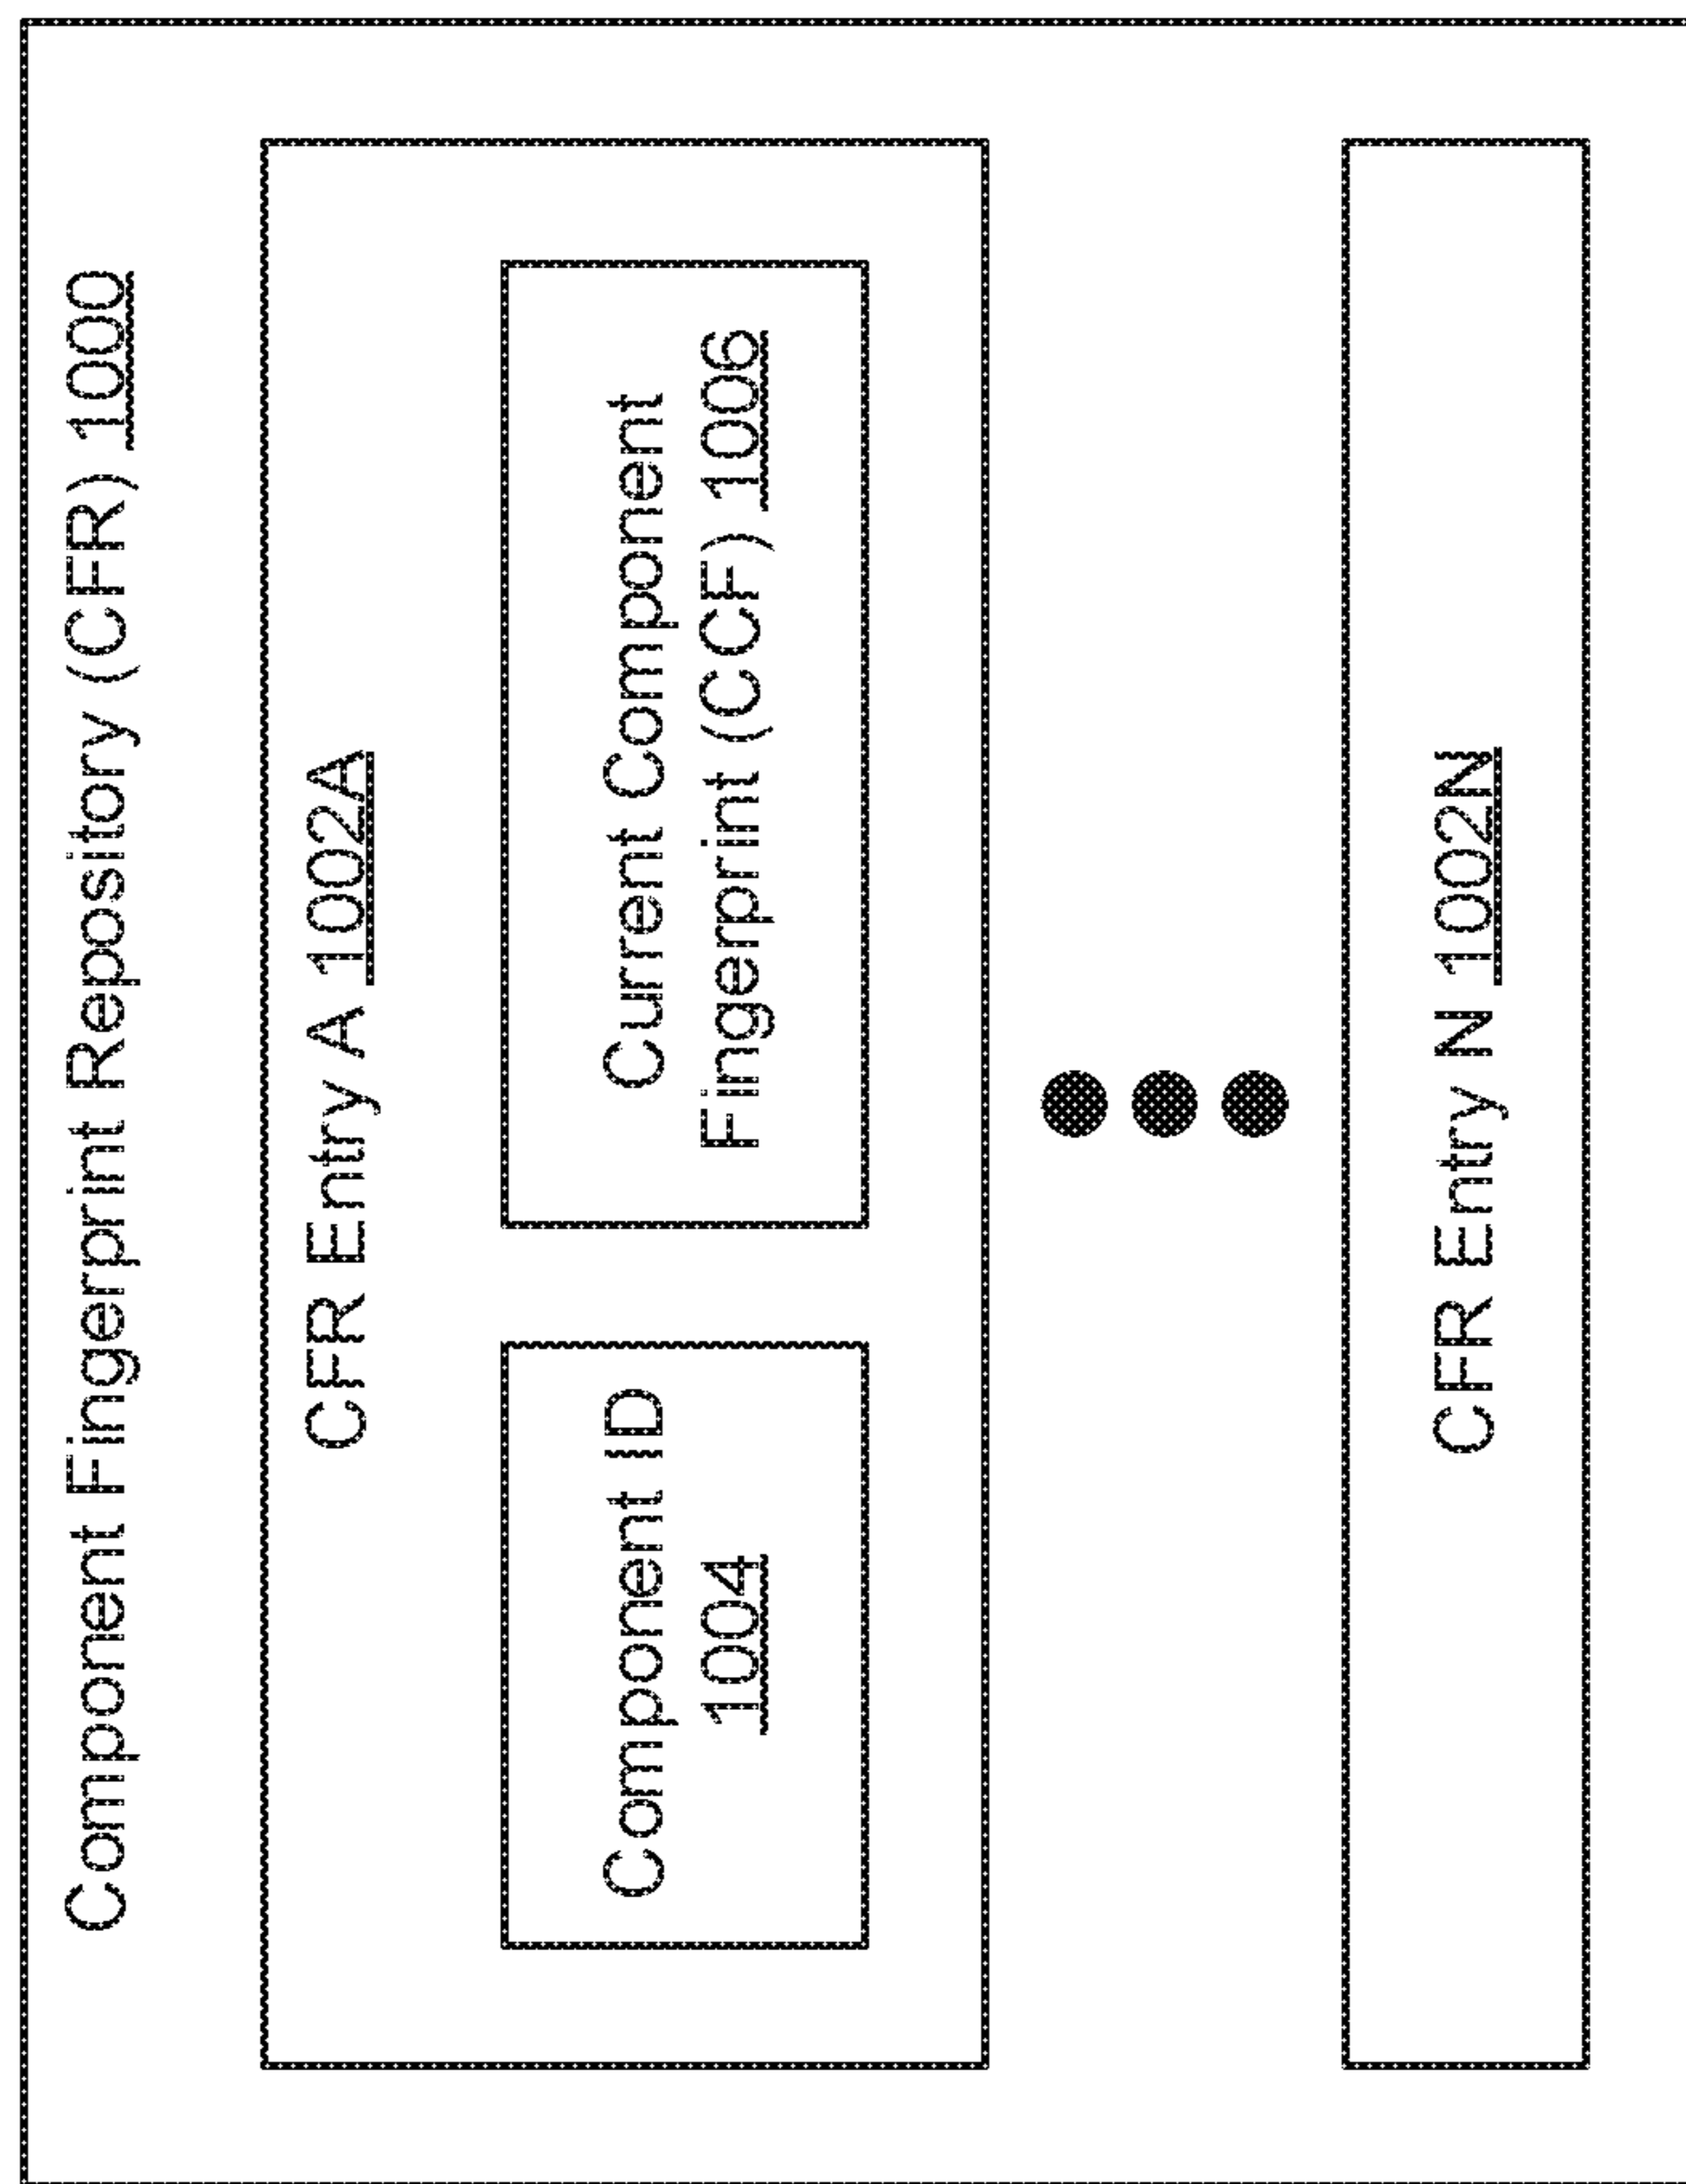 Component Fingerprint Repository (CFR) 1000
CFR Entry A 1002A
Component ID
1004
Current Component
Fingerprint (CCF) 1006
CFR Entry N 1002N